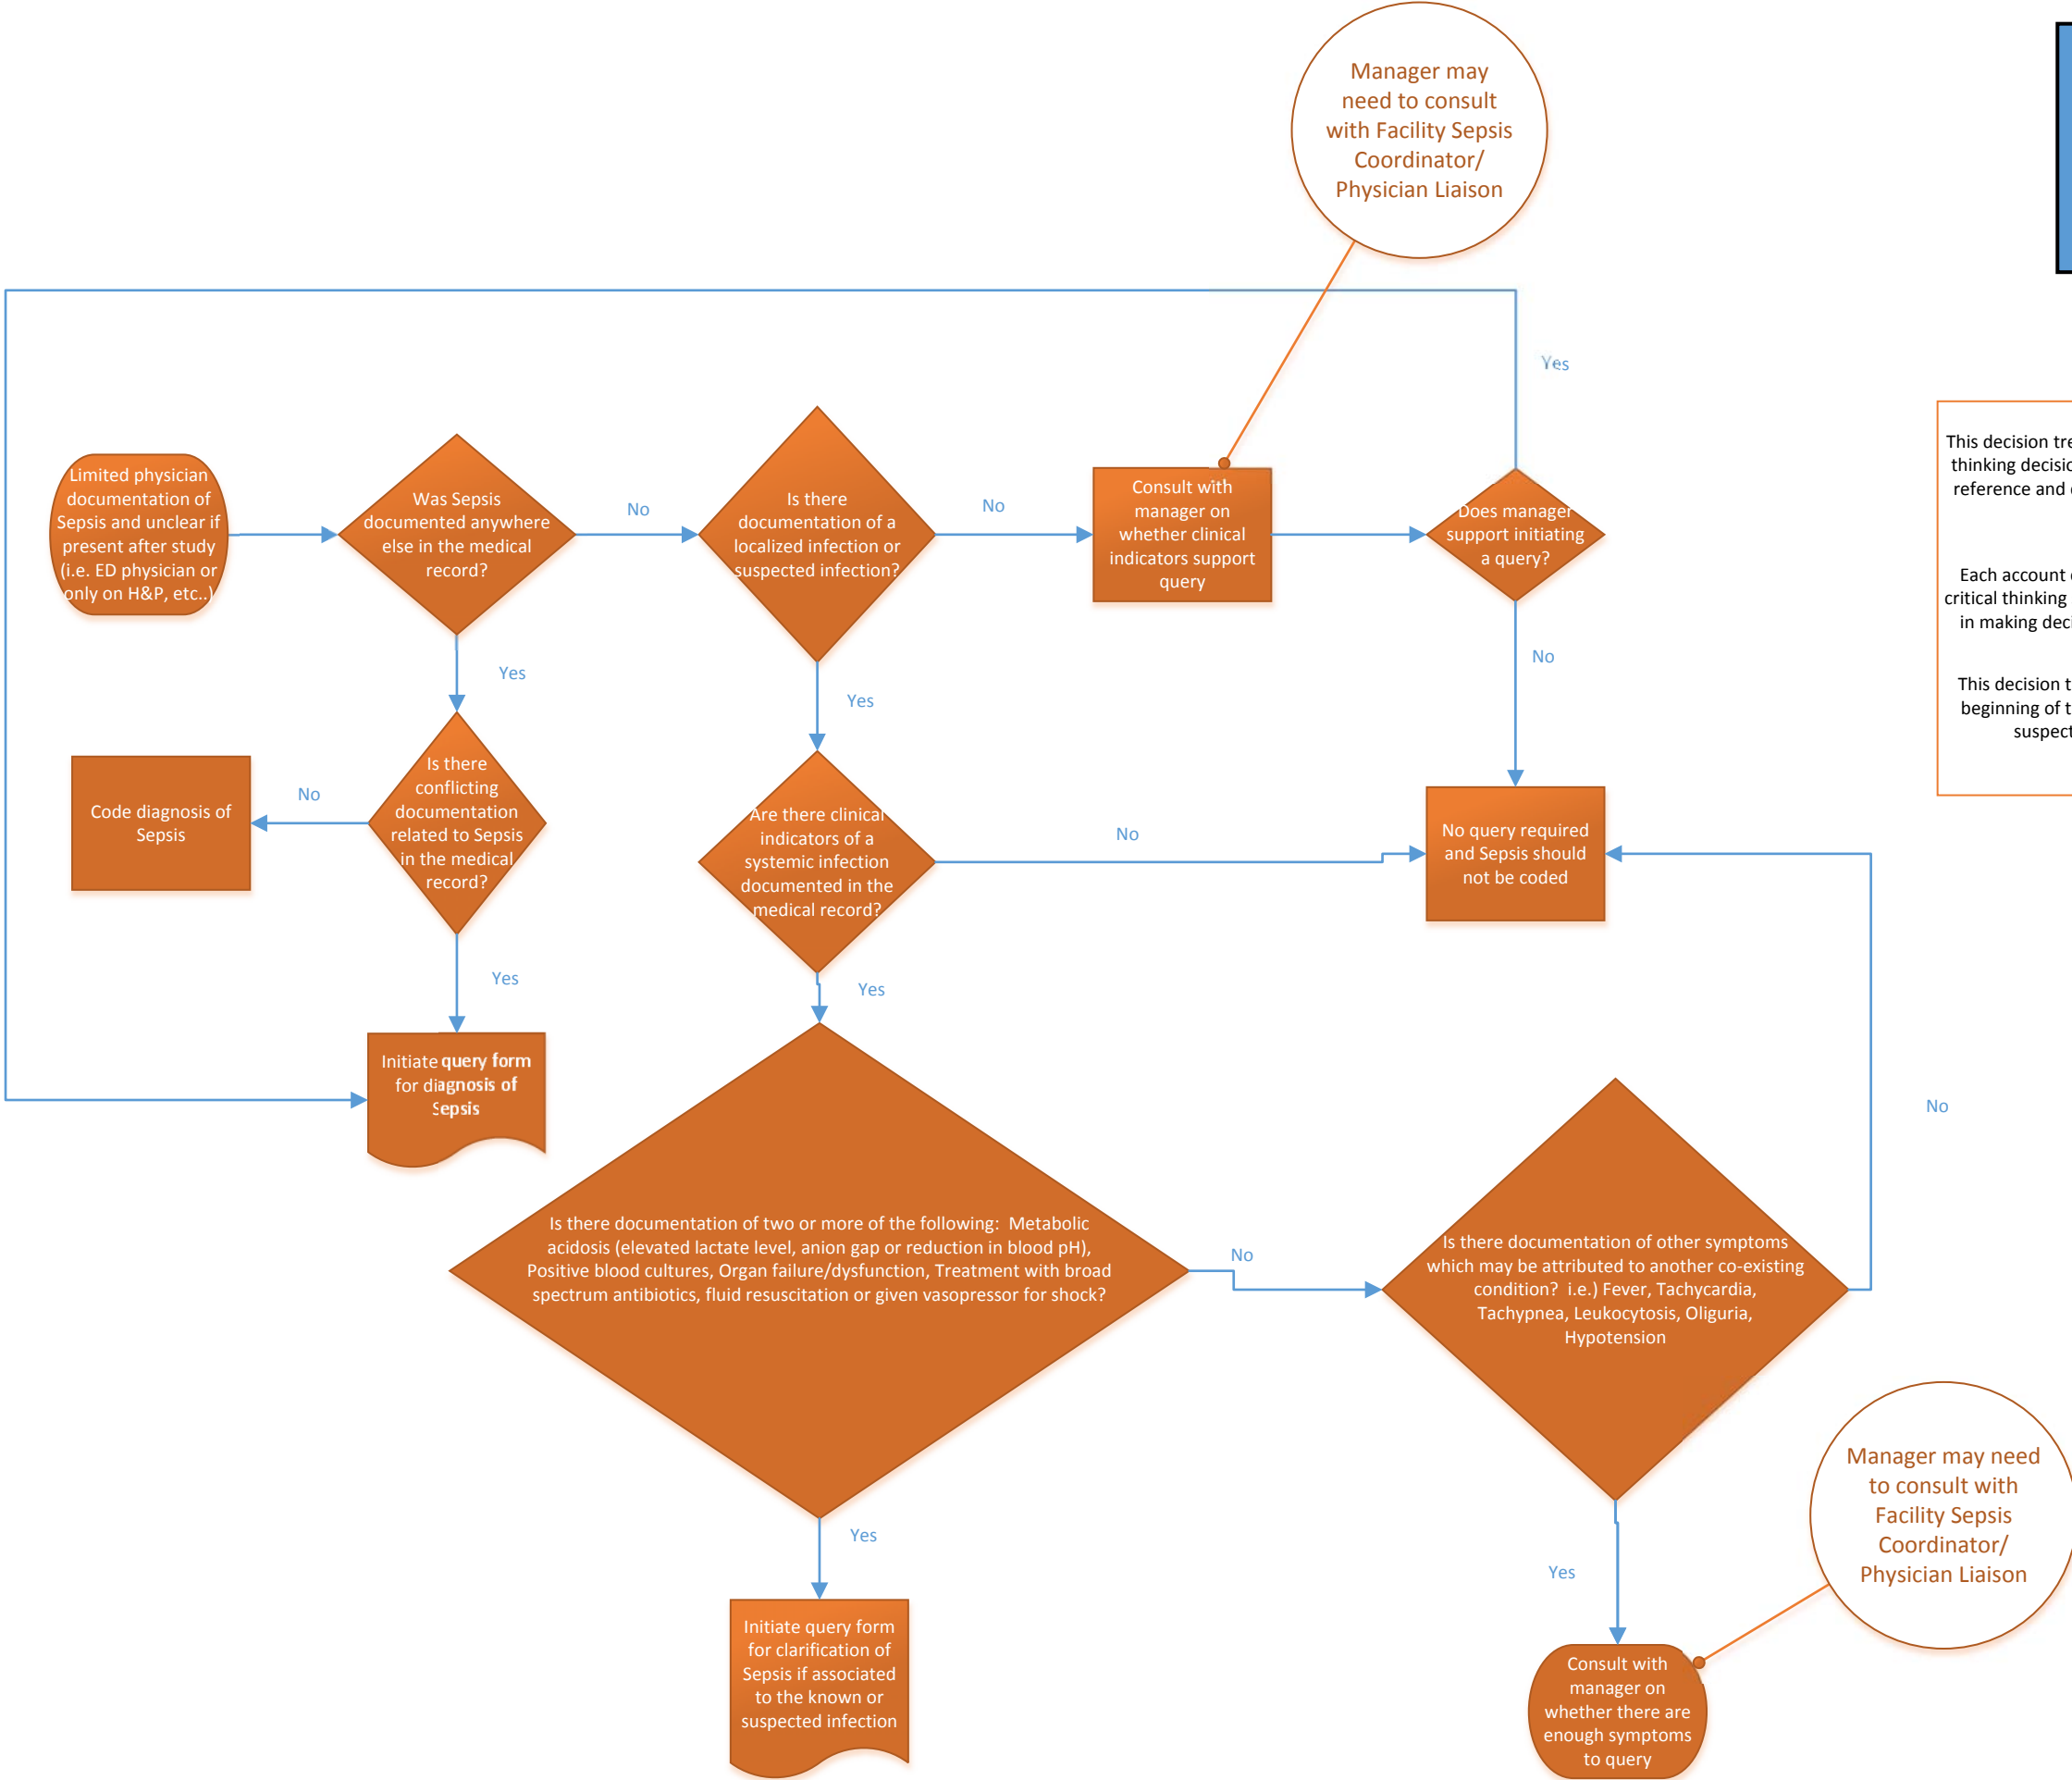 Manager may
need to consult
with Facility Sepsis
Coordinator/
Physician Liaison
Yes
Limited physician
documentation of
Sepsis and unclear if
present after study
(i.e. ED physician or
only on H&P, etc..)
Was Sepsis
documented anywhere
else in the medical
record?
No
Is there
documentation of a
localized infection or
suspected infection?
No
Consult with
manager on
whether clinical
indicators support
query
Does manager
support initiating
a query?
This decision
thinking
reference and
Each account
critical thinking
in making
This decision
beginning of
No
Yes
Yes
Code diagnosis of
Sepsis
No
Is there
conflicting
documentation
related to Sepsis
in the medical
record?
Are there clinical
indicators of a
systemic infection
documented in the
medical record?
No
No query required
and Sepsis should
not be coded
Yes
Yes
Initiate query form
for diagnosis of
Sepsis
No
Is there documentation of two or more of the following:  Metabolic
acidosis (elevated lactate level, anion gap or reduction in blood pH),
Positive blood cultures, Organ failure/dysfunction, Treatment with broad
spectrum antibiotics, fluid resuscitation or given vasopressor for shock?
No
Is there documentation of other symptoms
which may be attributed to another co-existing
condition?  i.e.) Fever, Tachycardia,
Tachypnea, Leukocytosis, Oliguria,
Hypotension
Yes
Yes
Manager may need
to consult with
Facility Sepsis
Coordinator/
Physician Liaison
Initiate query form
for clarification of
Sepsis if associated
to the known or
suspected infection
Consult with
manager on
whether there are
enough symptoms
to query